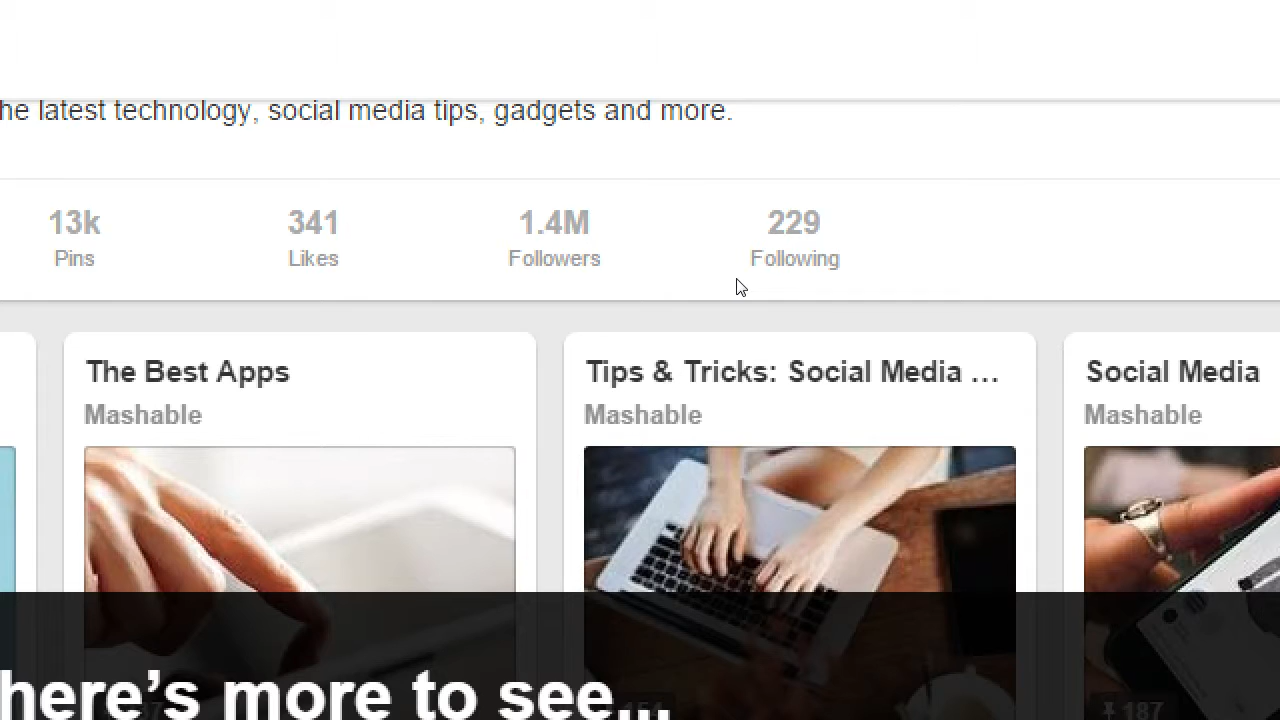 he latest technology, social media tips, gadgets and more.
13k 341 1.4M 229
Pins Likes Followers Following
The Best Apps Tips & Tricks: Social Media ... Social Media
Mashable Mashable Mashable
187
here's more to see...